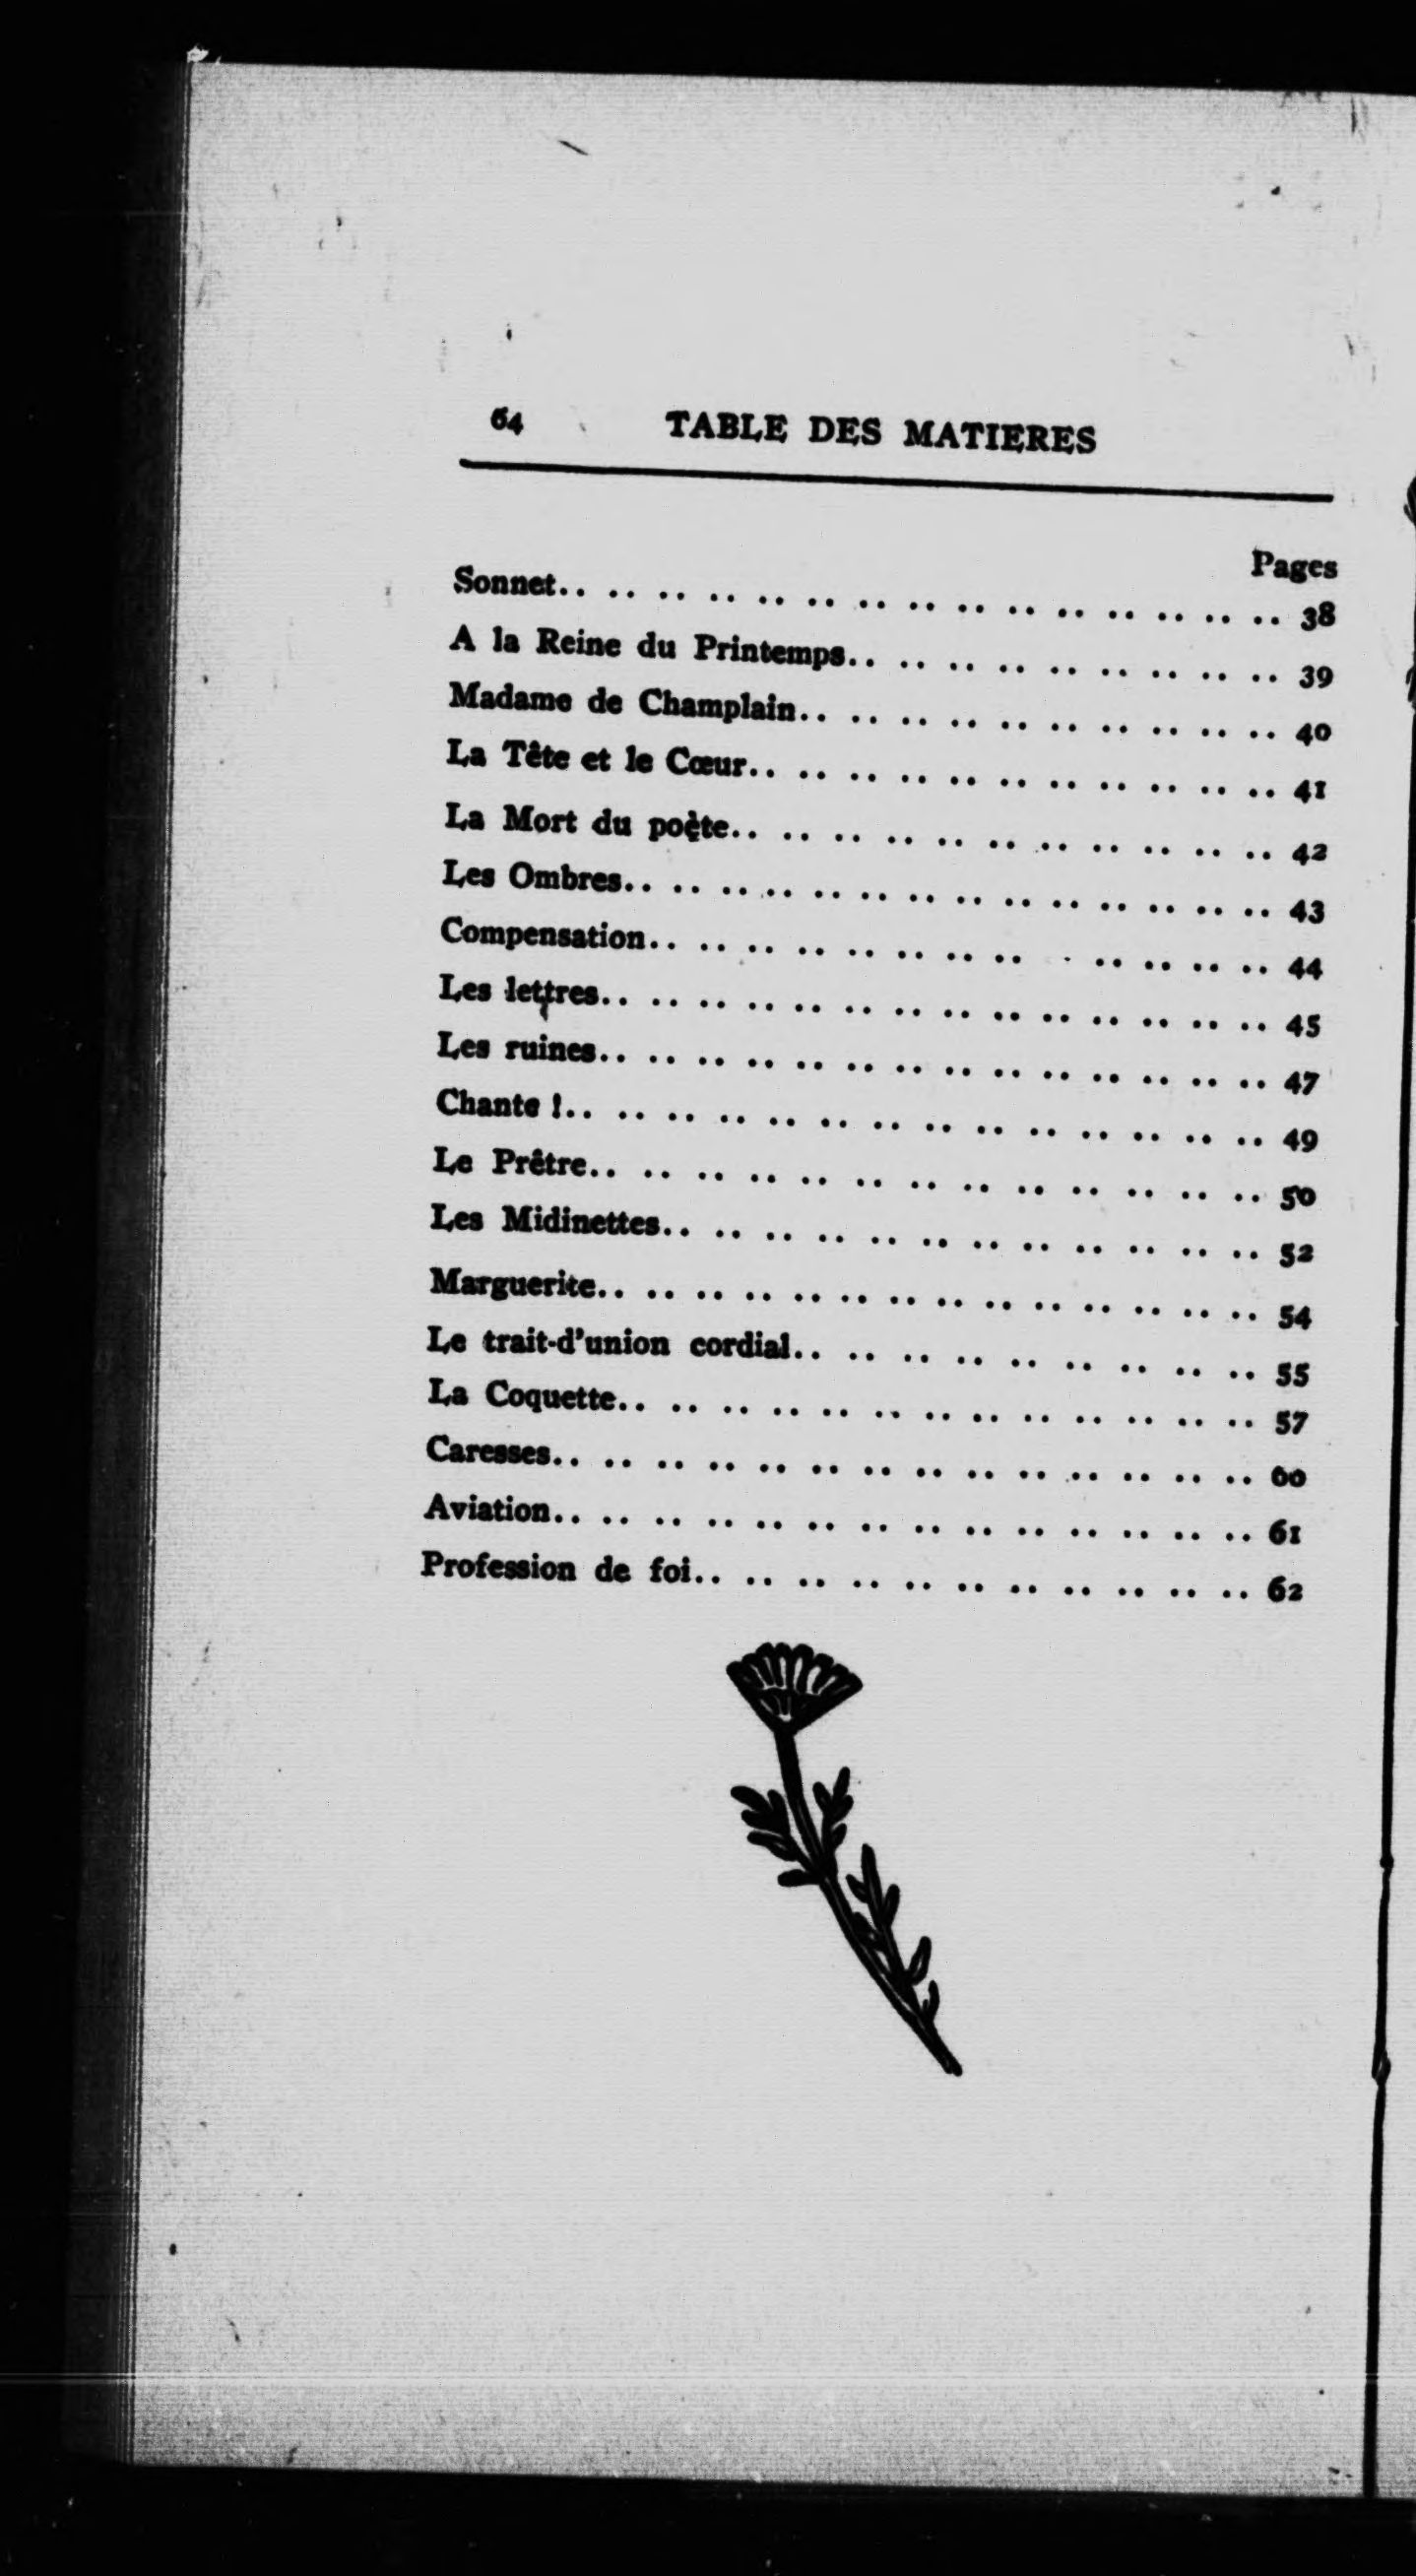 64 TABLE DES MATIERES
Pages
Sonnet.. .. .. .. .. .. .. .. .. .. .. .. .. .. .. 38
A la Reine du Printemps.. .. .. .. .. .. .. .. .. 39
Madame de Champlain.. .. .. .. .. .. .. .. .. .. 40
La Tête et le Cœur.. .. .. .. .. .. .. .. .. .. .. 41
La Mort du poète.. .. .. .. .. .. .. .. .. .. .. 42
Les Ombres.. .. .. .. .. .. .. .. .. .. .. .. .. .. 43
Compensation.. .. .. .. .. .. .. .. . .. .. .. .. 44
Les lettres.. .. .. .. .. .. .. .. .. .. .. .. .. .. 45
Les ruines.. .. .. .. .. .. .. .. .. .. .. .. .. .. 47
Chante !.. .. .. .. .. .. .. .. .. .. .. .. .. .. 49
Le Prêtre.. .. .. .. .. .. .. .. .. .. .. .. .. 50
Les Midinettes.. .. .. .. .. .. .. .. .. .. .. .. 52
Marguerite.. .. .. .. .. .. .. .. .. .. .. .. .. .. 54
Le trait-d'union cordial.. .. .. .. .. .. .. .. .. 55
La Coquette.. .. .. .. .. .. .. .. .. .. .. .. .. 57
Caresses.. .. .. .. .. .. .. .. .. .. .. .. .. .. 60
Aviation.. .. .. .. .. .. .. .. .. .. .. .. .. .. 61
Profession de foi.. .. .. .. .. .. .. .. .. .. .. 62